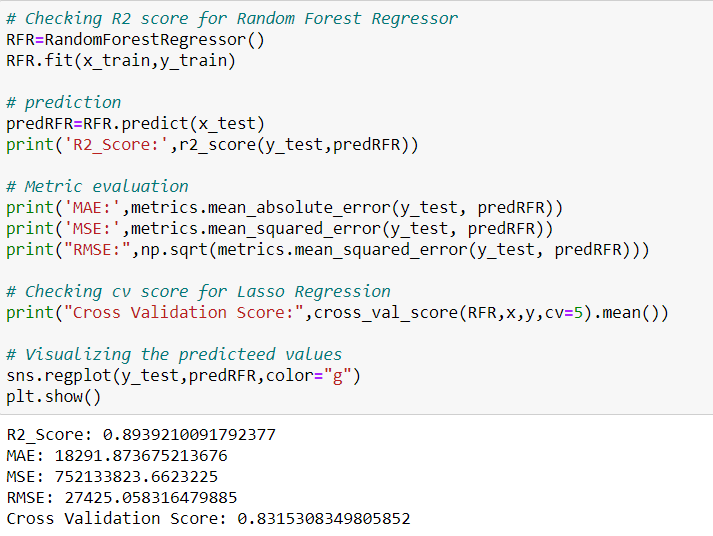 # Checking R2 score for Random Forest Regressor
RFR=RandomForestRegressor()
RFR.fit(x_train,y_train)
# prediction
predRFR=RFR.predict(x_test)
print('R2_Score:',r2_score(y_test,predRFR))
# Metric evaluation
print('MAE:',metrics.mean_absolute_error(y_test, predRFR))
print('MSE:',metrics.mean_squared_error(y_test, predRFR))
print("RMSE:",np.sqrt(metrics.mean_squared_error(y_test, predRFR)))
# Checking cv score for Lasso Regression
print("Cross Validation Score:",cross_val_score(RFR,x,y,cv=5).mean())
# Visualizing the predicteed values
sns.regplot(y_test,predRFR,color="g")
plt.show()
R2_Score: 0.8939210091792377
MAE: 18291.873675213676
MSE: 752133823.6623225
RMSE: 27425.058316479885
Cross Validation Score: 0.8315308349805852